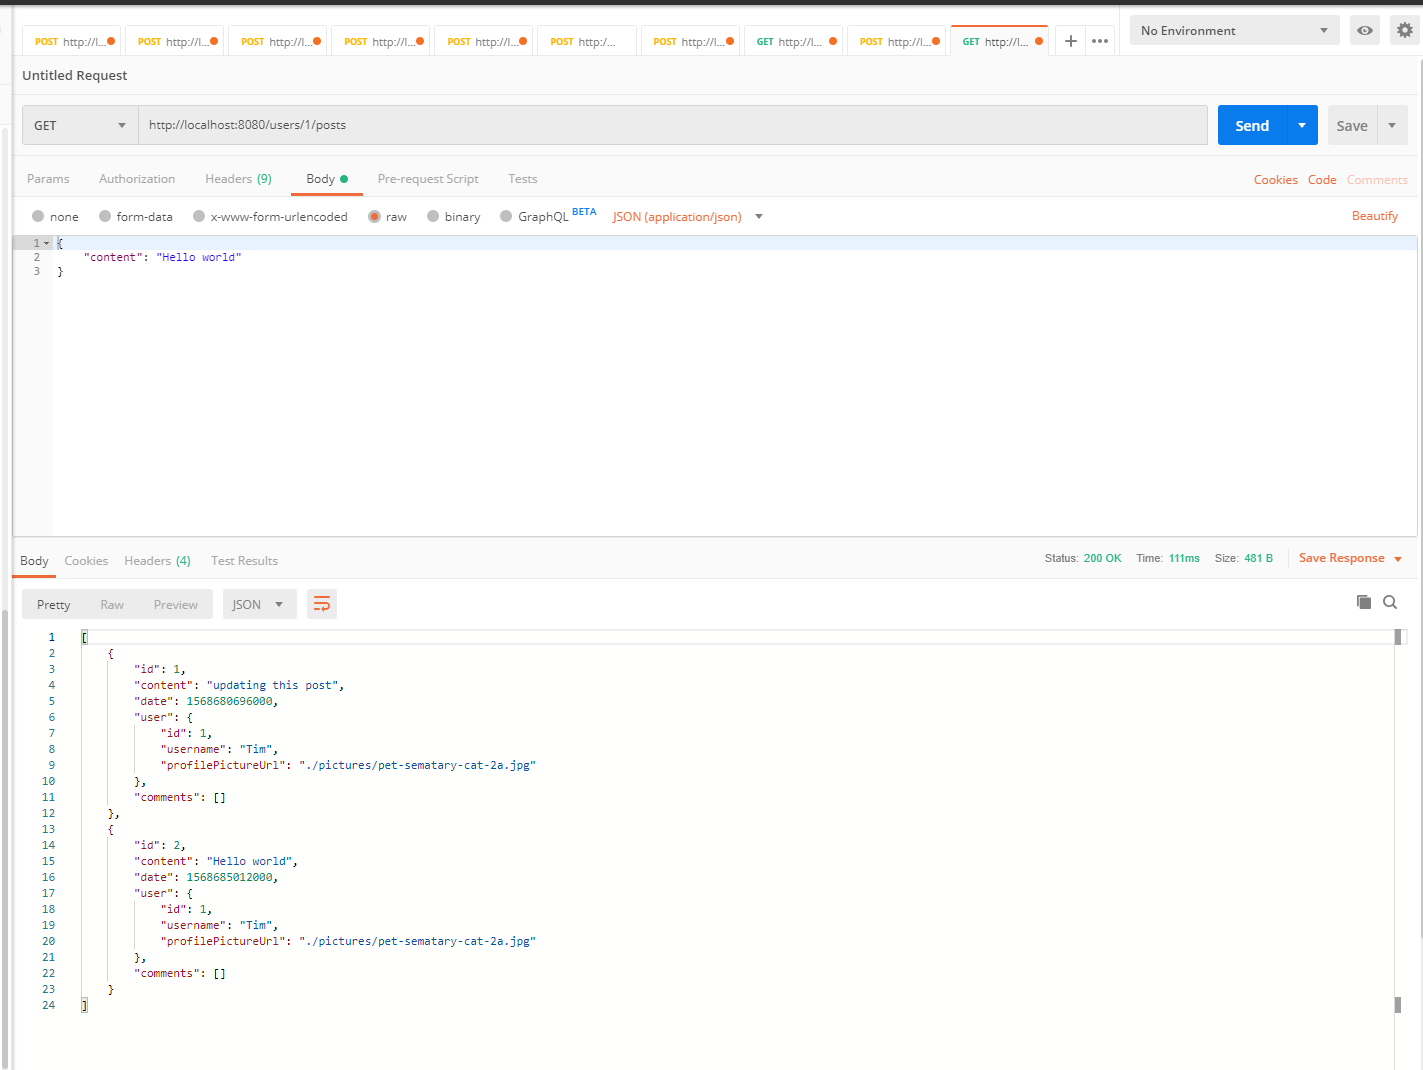 POST http://l... POST http://l... POST http://l... POST http://l... POST http://l... POST http:/... POST http://l... GET http://l... POST http://l... GET http://l... + ••• No Environment
Untitled Request
GET http://localhost:8080/users/1/posts Send Save
Params Authorization Headers (9) Body Pre-request Script Tests Cookies Code Comments
none form-data x-www-form-urlencoded raw binary GraphQL BETA JSON (application/json) Beautify
1 {
2 "content": "Hello world"
3 }
Body Cookies Headers (4) Test Results Status: 200 OK Time: 111ms Size: 481 B Save Response
Pretty Raw Preview JSON
1 [
2 {
3 "id": 1,
4 "content": "updating this post",
5 "date": 1568680696000,
6 "user": {
7 "id": 1,
8 "username": "Tim",
9 "profilePictureUrl": "./pictures/pet-sematary-cat-2a.jpg"
10 },
11 "comments": []
12 },
13 {
14 "id": 2,
15 "content": "Hello world",
16 "date": 1568685012000,
17 "user": {
18 "id": 1,
19 "username": "Tim",
20 "profilePictureUrl": "./pictures/pet-sematary-cat-2a.jpg"
21 },
22 "comments": []
23 }
24 ]